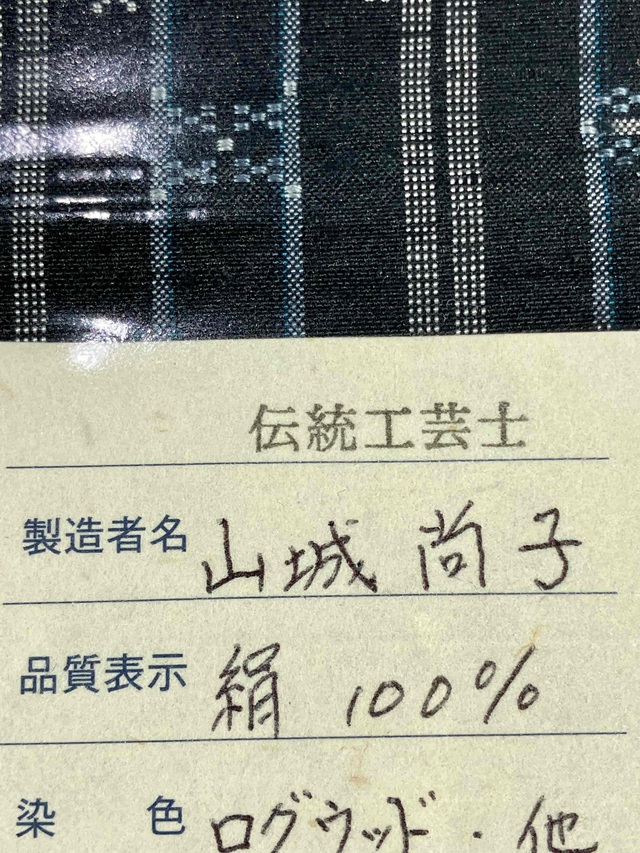 伝統工芸士
製造者名 山城 尚子
品質表示 絹 100%
染色 ログウッド・他